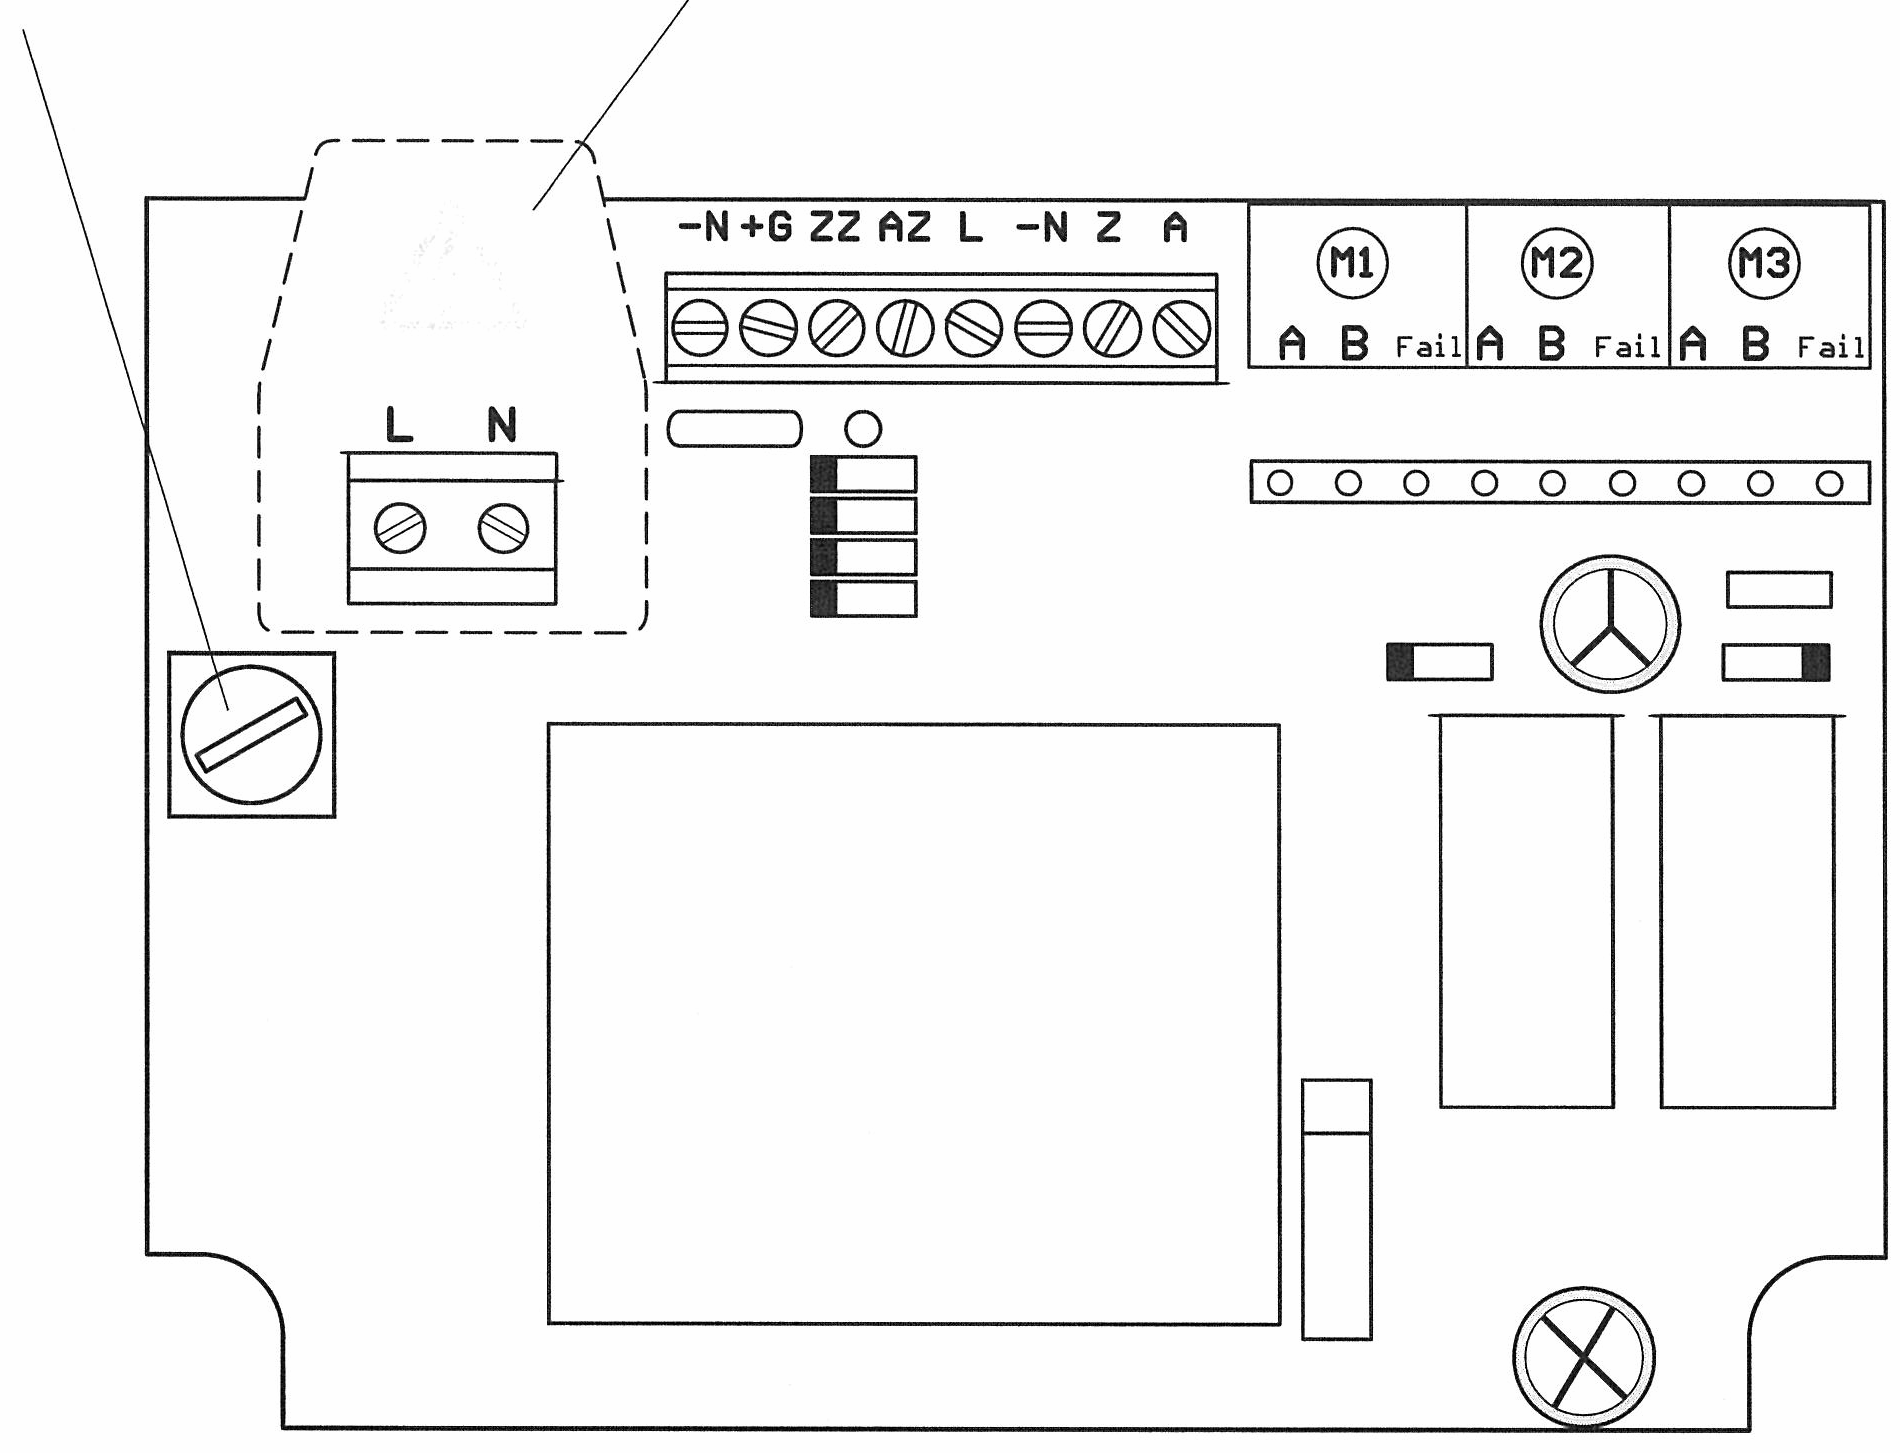 -N +G ZZ AZ L -N Z A
M1 M2 M3
A B Fail A B Fail A B Fail
L N